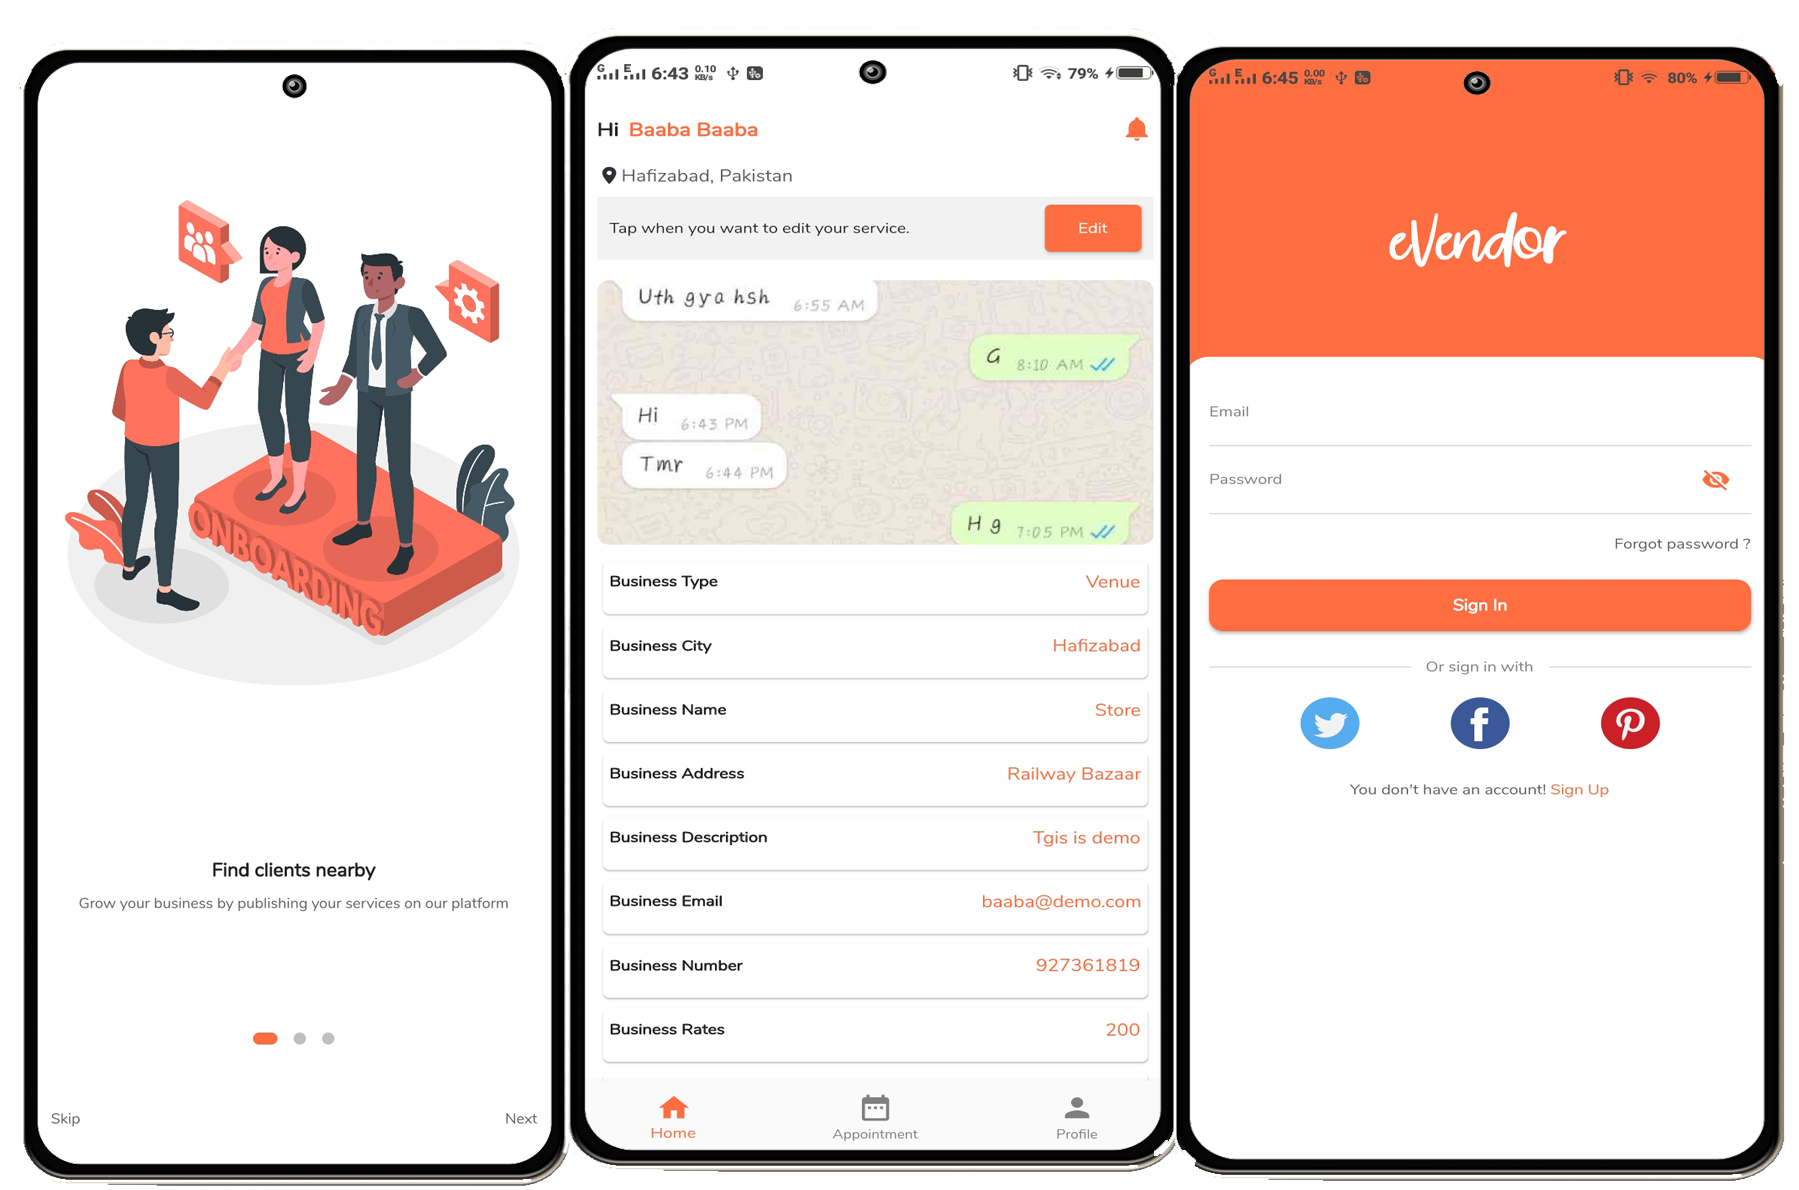 ONBOARDING
Find clients nearby
Grow your business by publishing your services on our platform
Skip
Next
G E 6:43 0.10 KB/s 79%
Hi Baaba Baaba
Hafizabad, Pakistan
Tap when you want to edit your service.
Edit
Uth gya hsh 6:55 AM
G 8:10 AM
Hi 6:43 PM
Tmr 6:44 PM
H g 7:05 PM
Business Type Venue
Business City Hafizabad
Business Name Store
Business Address Railway Bazaar
Business Description Tgis is demo
Business Email baaba@demo.com
Business Number 927361819
Business Rates 200
Home
Appointment
Profile
G E 6:45 0.00 KB/s 80%
eVendor
Email
Password
Forgot password ?
Sign In
Or sign in with
You don't have an account! Sign Up